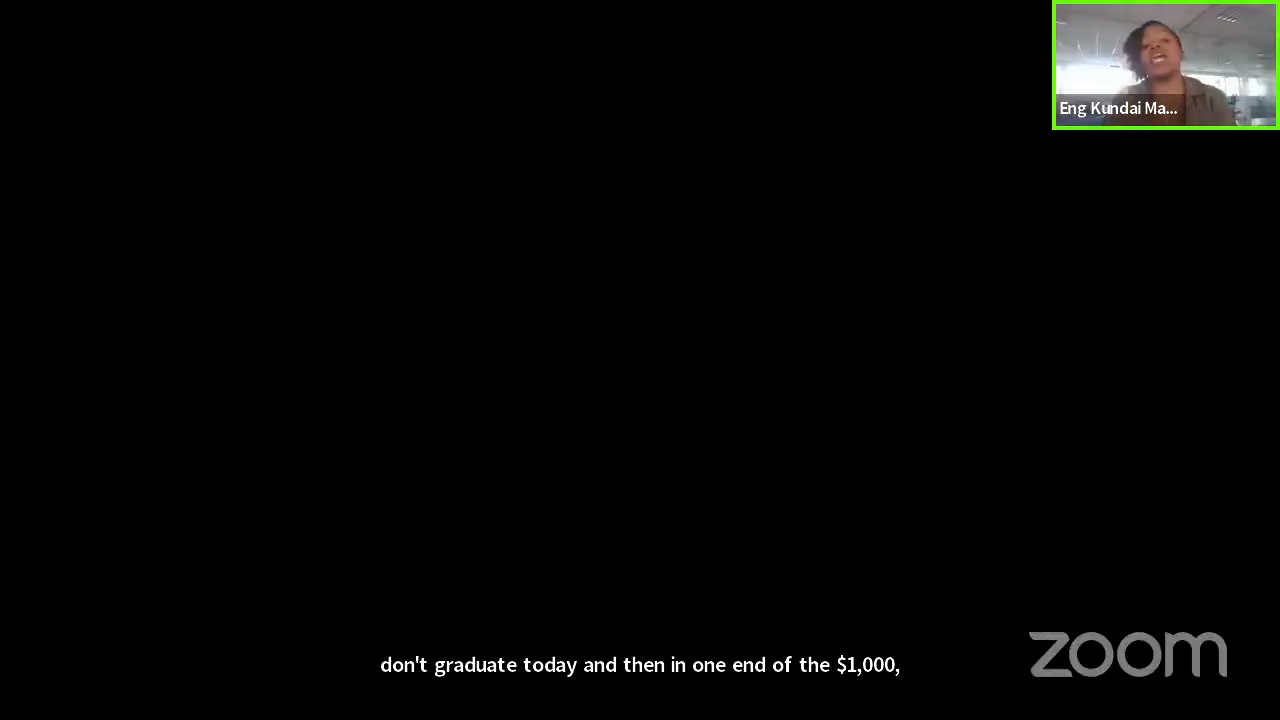 Eng Kundai Ma...
don't graduate today and then in one end of the $1,000,
zoom